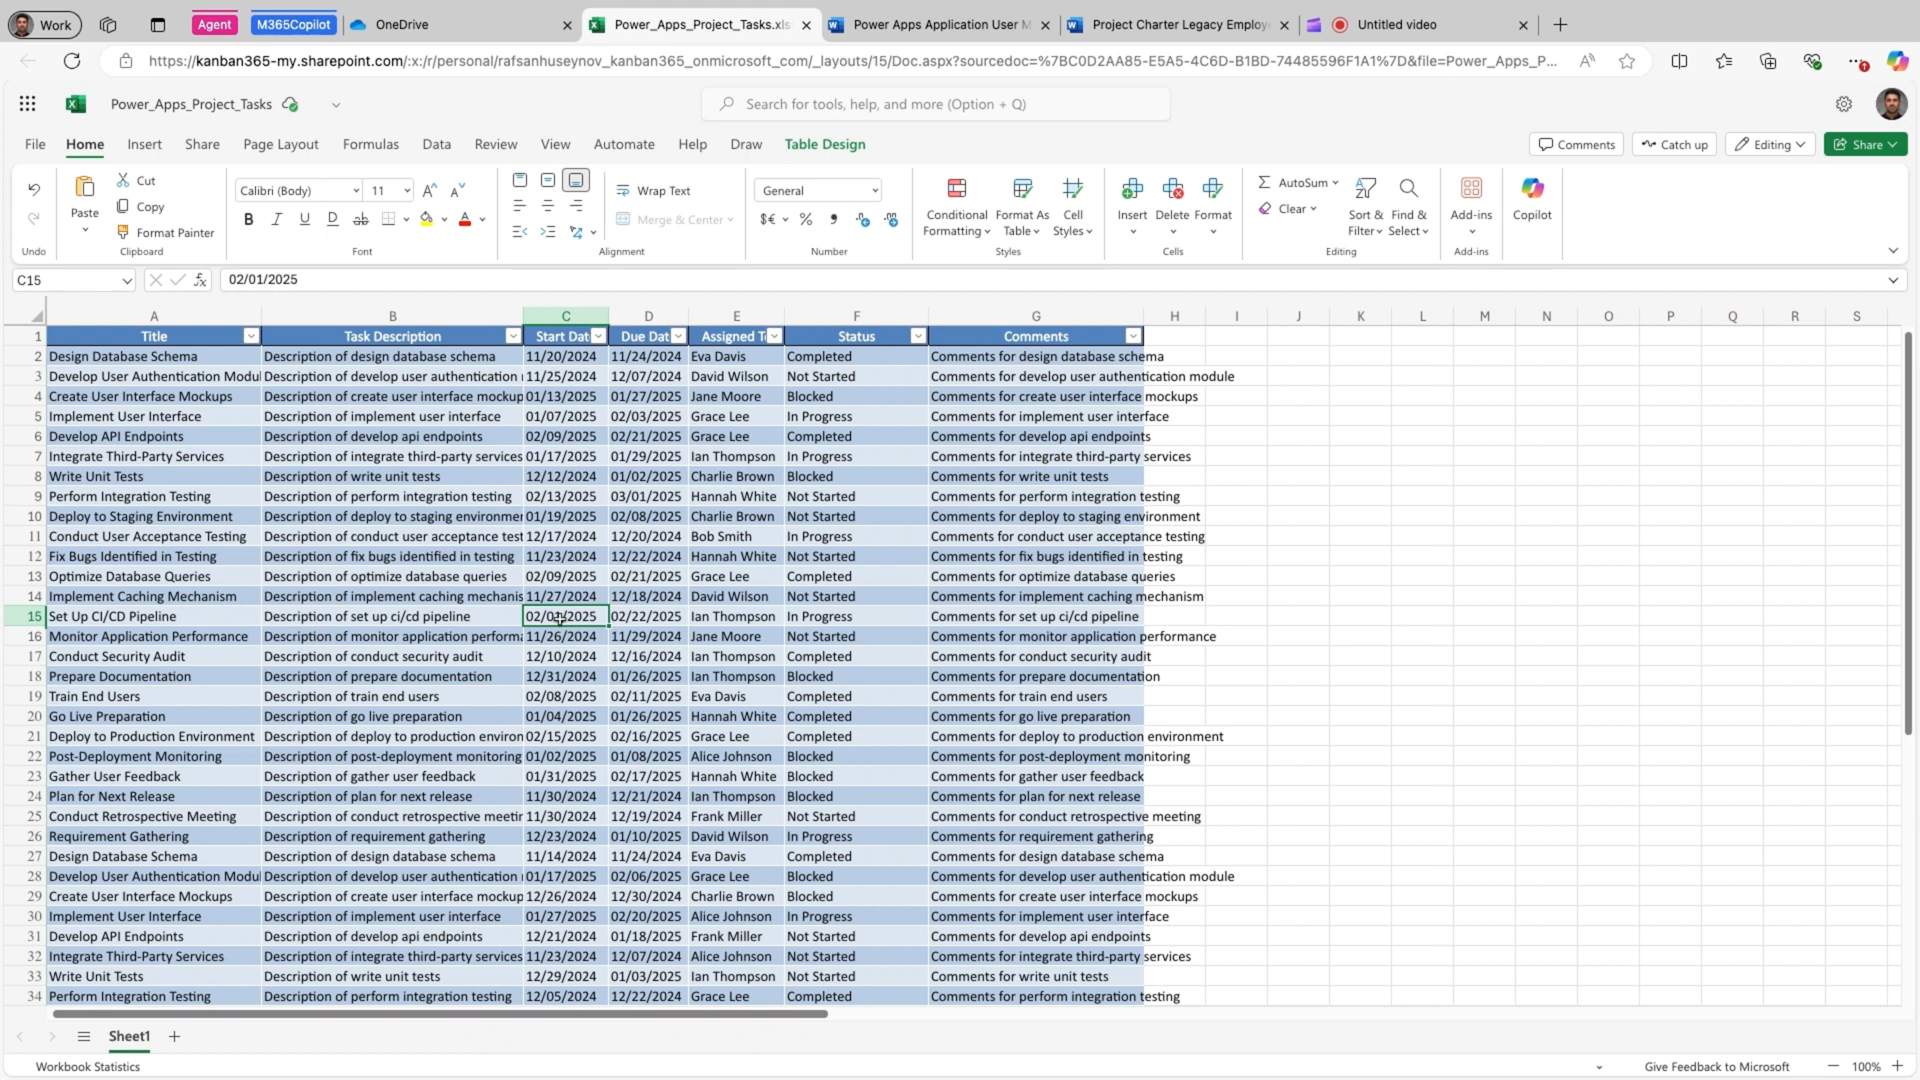 Work Agent M365Copilot OneDrive Power_Apps_Project_Tasks.xls Power Apps Application User M Project Charter Legacy Employ Untitled video
https://kanban365-my.sharepoint.com/:x:/r/personal/rafsanhuseynov_kanban365_onmicrosoft_com/_layouts/15/Doc.aspx?sourcedoc=%7BC0D2AA85-E5A5-4C6D-B1BD-74485596F1A1%7D&file=Power_Apps_P...
Power_Apps_Project_Tasks Search for tools, help, and more (Option + Q)
File Home Insert Share Page Layout Formulas Data Review View Automate Help Draw Table Design Comments Catch up Editing Share
Cut Calibri (Body) 11 A A Wrap Text General AutoSum
Paste Copy Conditional Format As Cell Insert Delete Format Clear Sort & Find & Add-ins Copilot
Format Painter B I U D ab A Merge & Center $€ % Formatting Table Styles Filter Select
Undo Clipboard Font Alignment Number Styles Cells Editing Add-ins
C15 fx 02/01/2025
A B C D E F G H I J K L M N O P Q R S
1 Title Task Description Start Dat Due Dat Assigned T Status Comments
2 Design Database Schema Description of design database schema 11/20/2024 11/24/2024 Eva Davis Completed Comments for design database schema
3 Develop User Authentication Modul Description of develop user authentication 11/25/2024 12/07/2024 David Wilson Not Started Comments for develop user authentication module
4 Create User Interface Mockups Description of create user interface mockup 01/13/2025 01/27/2025 Jane Moore Blocked Comments for create user interface mockups
5 Implement User Interface Description of implement user interface 01/07/2025 02/03/2025 Grace Lee In Progress Comments for implement user interface
6 Develop API Endpoints Description of develop api endpoints 02/09/2025 02/21/2025 Grace Lee Completed Comments for develop api endpoints
7 Integrate Third-Party Services Description of integrate third-party services 01/17/2025 01/29/2025 Ian Thompson In Progress Comments for integrate third-party services
8 Write Unit Tests Description of write unit tests 12/12/2024 01/02/2025 Charlie Brown Blocked Comments for write unit tests
9 Perform Integration Testing Description of perform integration testing 02/13/2025 03/01/2025 Hannah White Not Started Comments for perform integration testing
10 Deploy to Staging Environment Description of deploy to staging environmer 01/19/2025 02/08/2025 Charlie Brown Not Started Comments for deploy to staging environment
11 Conduct User Acceptance Testing Description of conduct user acceptance test 12/17/2024 12/20/2024 Bob Smith In Progress Comments for conduct user acceptance testing
12 Fix Bugs Identified in Testing Description of fix bugs identified in testing 11/23/2024 12/22/2024 Hannah White Not Started Comments for fix bugs identified in testing
13 Optimize Database Queries Description of optimize database queries 02/09/2025 02/21/2025 Grace Lee Completed Comments for optimize database queries
14 Implement Caching Mechanism Description of implement caching mechanis 11/27/2024 12/18/2024 David Wilson Not Started Comments for implement caching mechanism
15 Set Up CI/CD Pipeline Description of set up ci/cd pipeline 02/01/2025 02/22/2025 Ian Thompson In Progress Comments for set up ci/cd pipeline
16 Monitor Application Performance Description of monitor application performa 11/26/2024 11/29/2024 Jane Moore Not Started Comments for monitor application performance
17 Conduct Security Audit Description of conduct security audit 12/10/2024 12/16/2024 Ian Thompson Completed Comments for conduct security audit
18 Prepare Documentation Description of prepare documentation 12/31/2024 01/26/2025 Ian Thompson Blocked Comments for prepare documentation
19 Train End Users Description of train end users 02/08/2025 02/11/2025 Eva Davis Completed Comments for train end users
20 Go Live Preparation Description of go live preparation 01/04/2025 01/26/2025 Hannah White Completed Comments for go live preparation
21 Deploy to Production Environment Description of deploy to production environ 02/15/2025 02/16/2025 Grace Lee Completed Comments for deploy to production environment
22 Post-Deployment Monitoring Description of post-deployment monitoring 01/02/2025 01/08/2025 Alice Johnson Blocked Comments for post-deployment monitoring
23 Gather User Feedback Description of gather user feedback 01/31/2025 02/17/2025 Hannah White Blocked Comments for gather user feedback
24 Plan for Next Release Description of plan for next release 11/30/2024 12/21/2024 Ian Thompson Blocked Comments for plan for next release
25 Conduct Retrospective Meeting Description of conduct retrospective meetir 11/30/2024 12/19/2024 Frank Miller Not Started Comments for conduct retrospective meeting
26 Requirement Gathering Description of requirement gathering 12/23/2024 01/10/2025 David Wilson In Progress Comments for requirement gathering
27 Design Database Schema Description of design database schema 11/14/2024 11/24/2024 Eva Davis Completed Comments for design database schema
28 Develop User Authentication Modul Description of develop user authentication 01/17/2025 02/06/2025 Grace Lee Blocked Comments for develop user authentication module
29 Create User Interface Mockups Description of create user interface mockup 12/26/2024 12/30/2024 Charlie Brown Blocked Comments for create user interface mockups
30 Implement User Interface Description of implement user interface 01/27/2025 02/20/2025 Alice Johnson In Progress Comments for implement user interface
31 Develop API Endpoints Description of develop api endpoints 12/21/2024 01/18/2025 Frank Miller Not Started Comments for develop api endpoints
32 Integrate Third-Party Services Description of integrate third-party services 11/23/2024 12/07/2024 Alice Johnson Not Started Comments for integrate third-party services
33 Write Unit Tests Description of write unit tests 12/29/2024 01/03/2025 Ian Thompson Not Started Comments for write unit tests
34 Perform Integration Testing Description of perform integration testing 12/05/2024 12/22/2024 Grace Lee Completed Comments for perform integration testing
Sheet1
Workbook Statistics Give Feedback to Microsoft 100%